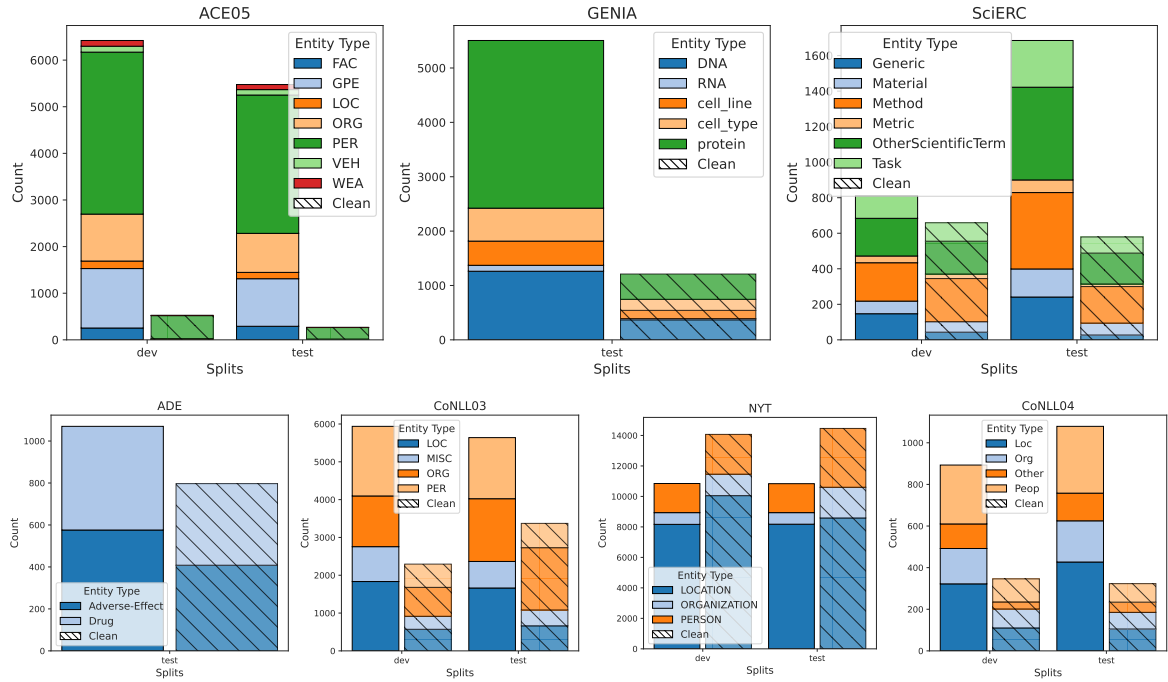 ACE05
6000
5000
4000
3000
2000
1000
0
Count
dev
test
Splits
Entity Type
FAC
GPE
LOC
ORG
PER
VEH
WEA
Clean
GENIA
5000
4000
3000
2000
1000
0
Count
test
Splits
Entity Type
DNA
RNA
cell_line
cell_type
protein
Clean
SciERC
1600
1400
1200
1000
800
600
400
200
0
Count
dev
test
Splits
Entity Type
Generic
Material
Method
Metric
OtherScientificTerm
Task
Clean
ADE
1000
800
600
400
200
0
Count
test
Splits
Entity Type
Adverse-Effect
Drug
Clean
CoNLL03
6000
5000
4000
3000
2000
1000
0
Count
dev
test
Splits
Entity Type
LOC
MISC
ORG
PER
Clean
NYT
14000
12000
10000
8000
6000
4000
2000
0
Count
dev
test
Splits
Entity Type
LOCATION
ORGANIZATION
PERSON
Clean
CoNLL04
1000
800
600
400
200
0
Count
dev
test
Splits
Entity Type
Loc
Org
Other
Peop
Clean